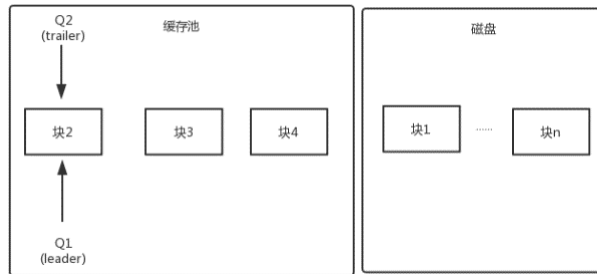 Q2
(trailer)
缓存池
磁盘
块2
块3
块4
块1
......
块n
Q1
(leader)